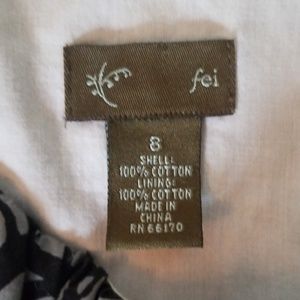 fei
8
SHELL:
100% COTTON
LINING:
100% COTTON
MADE IN
CHINA
RN 66170